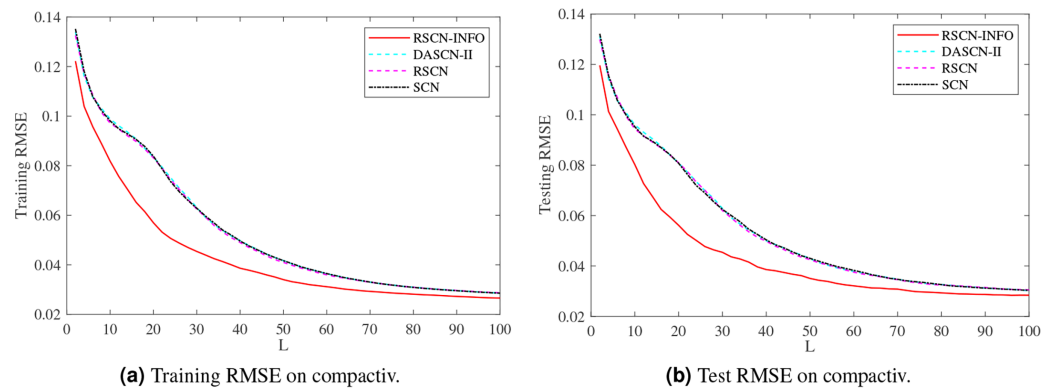 0.14
0.12
0.1
0.08
0.06
0.04
0.02
Training RMSE
0 10 20 30 40 50 60 70 80 90 100
L
RSCN-INFO
DASCN-II
RSCN
SCN
(a) Training RMSE on compactiv.
0.14
0.12
0.1
0.08
0.06
0.04
0.02
Testing RMSE
0 10 20 30 40 50 60 70 80 90 100
L
RSCN-INFO
DASCN-II
RSCN
SCN
(b) Test RMSE on compactiv.